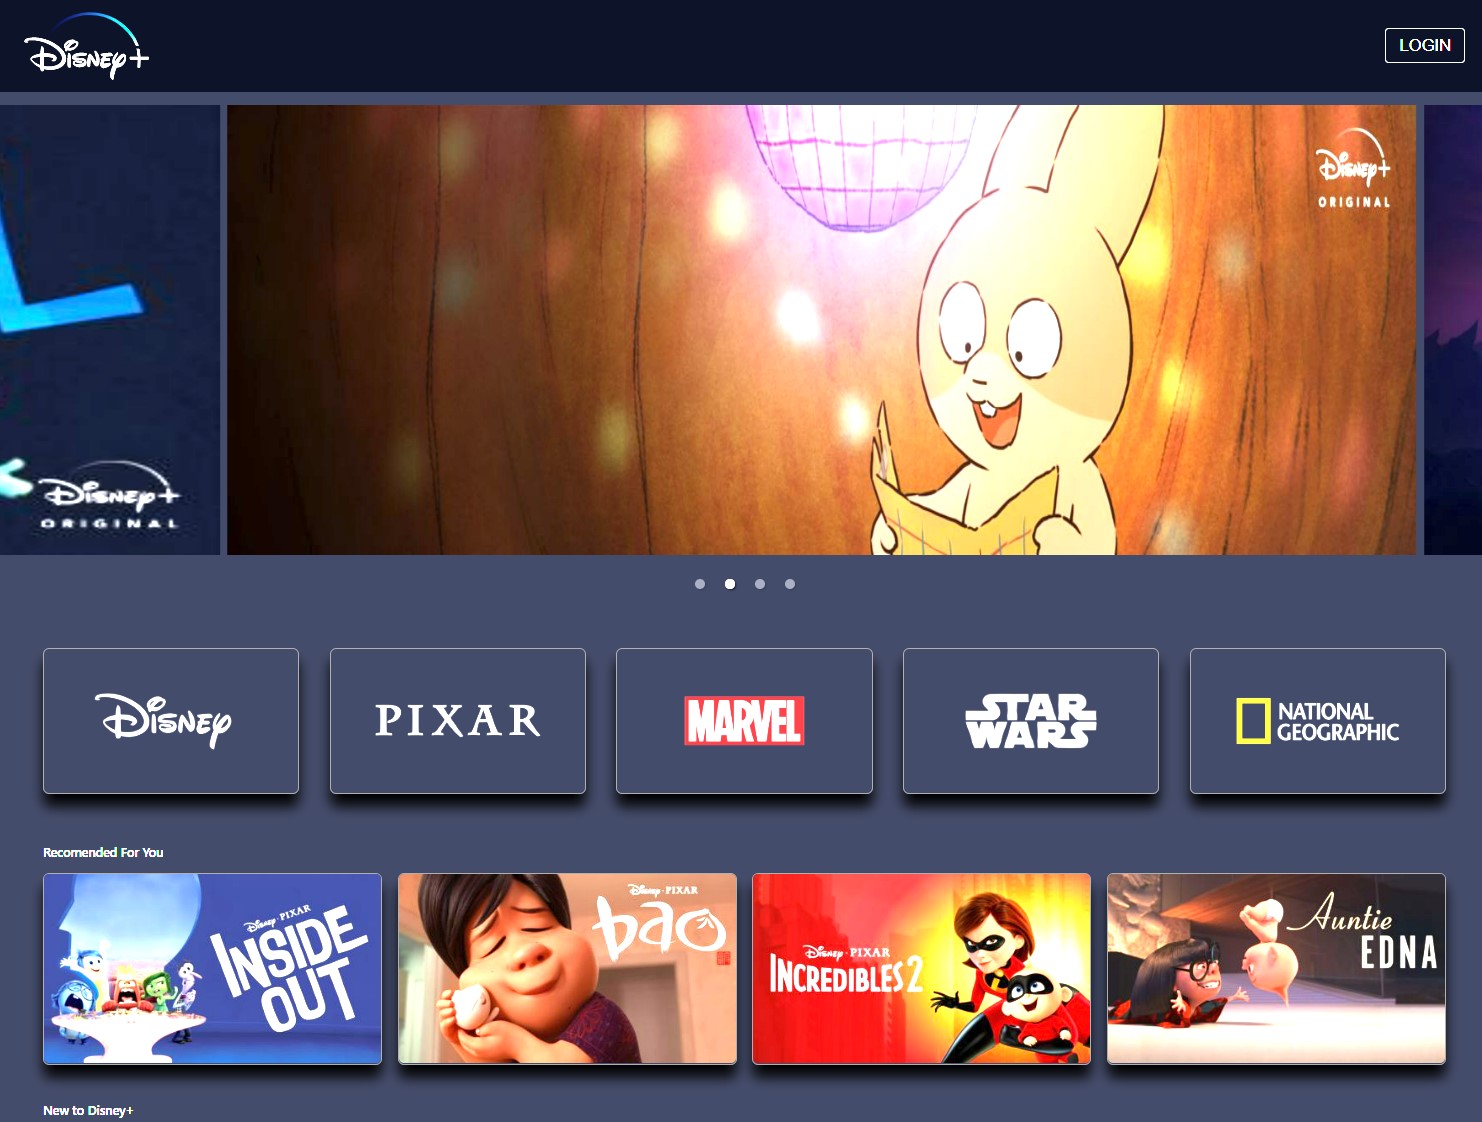 Disney+
LOGIN
L
Disney+
ORIGINAL
Disney+
ORIGINAL
Disney
PIXAR
MARVEL
STAR
WARS
NATIONAL
GEOGRAPHIC
Recomended For You
Disney·PIXAR
INSIDE
OUT
Disney·PIXAR
bao
Disney·PIXAR
INCREDIBLES 2
Auntie
EDNA
New to Disney+